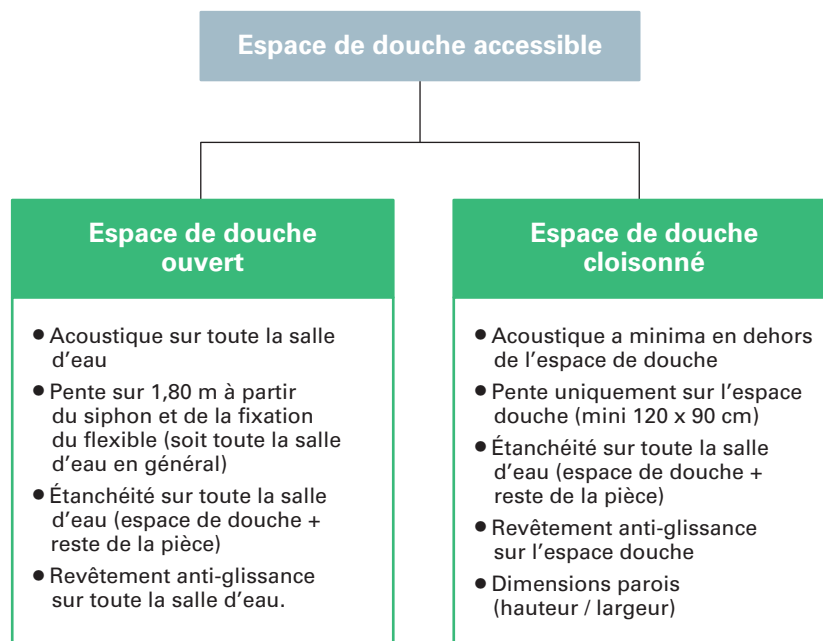 Espace de douche accessible
Espace de douche
ouvert
● Acoustique sur toute la salle
d'eau
● Pente sur 1,80 m à partir
du siphon et de la fixation
du flexible (soit toute la salle
d'eau en général)
● Étanchéité sur toute la salle
d'eau (espace de douche +
reste de la pièce)
● Revêtement anti-glissance
sur toute la salle d'eau.
Espace de douche
cloisonné
● Acoustique a minima en dehors
de l'espace de douche
● Pente uniquement sur l'espace
douche (mini 120 x 90 cm)
● Étanchéité sur toute la salle
d'eau (espace de douche +
reste de la pièce)
● Revêtement anti-glissance
sur l'espace douche
● Dimensions parois
(hauteur / largeur)